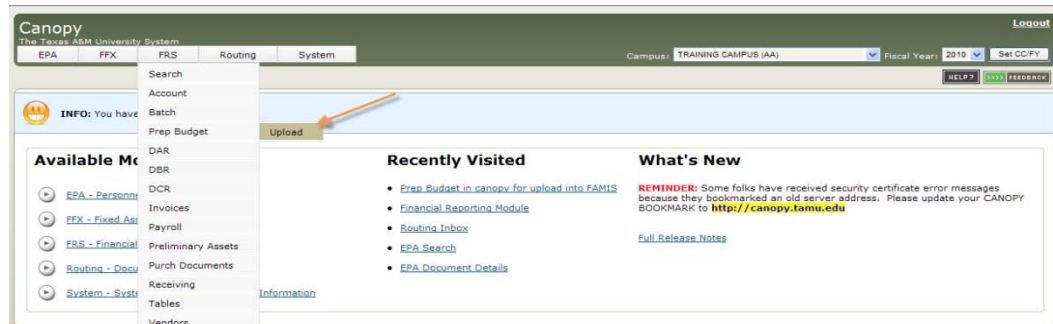 Canopy
Logout
The Texas A&M University System
EPA FFX FRS Routing System
Campus: TRAINING CAMPUS (AA) Fiscal Year: 2010 Set CC/FY
HELP? >>>> FEEDBACK
Search
Account
INFO: You have
Batch
Prep Budget
Upload
DAR
DBR
DCR
Invoices
Payroll
Preliminary Assets
Purch Documents
Receiving
Tables
Vendors
Available Mo
EPA - Personne
FFX - Fixed Ass
FRS - Financial
Routing - Docu
System - Syste
Information
Recently Visited
Prep Budget in canopy for upload into FAMIS
Financial Reporting Module
Routing Inbox
EPA Search
EPA Document Details
What's New
REMINDER: Some folks have received security certificate error messages
because they bookmarked an old server address. Please update your CANOPY
BOOKMARK to http://canopy.tamu.edu
Full Release Notes